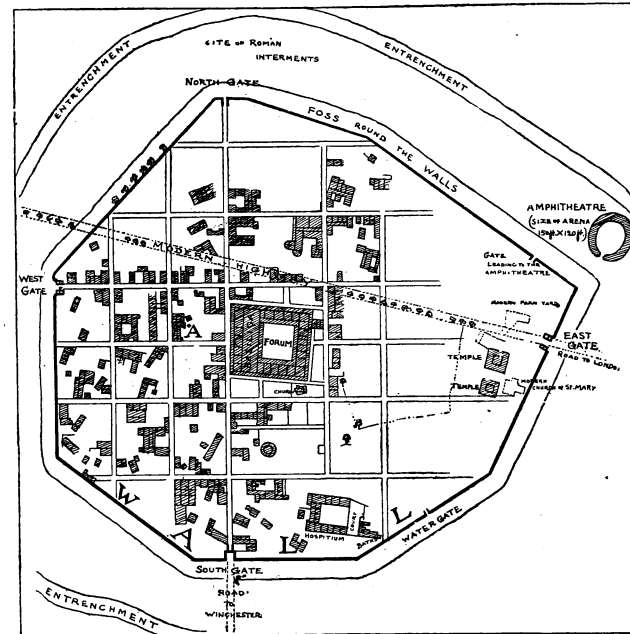 SITE OF ROMAN
INTERMENTS
ENTRENCHMENT
ENTRENCHMENT
NORTH GATE
FOSS ROUND THE WALLS
AMPHITHEATRE
(SIZE OF ARENA
150ft. X 120ft.)
GATE
LEADING TO THE
AMPHITHEATRE
MODERN HIGH
WEST
GATE
MODERN FARM YARD
A
FORUM
EAST
GATE
ROAD TO LONDON
TEMPLE
TEMPLE
MODERN
CHURCH OF ST. MARY
CHURCH
WALL
HOSPITIUM
COURT
BATHS
WATER GATE
SOUTH GATE
ROAD
TO
WINCHESTER
ENTRENCHMENT